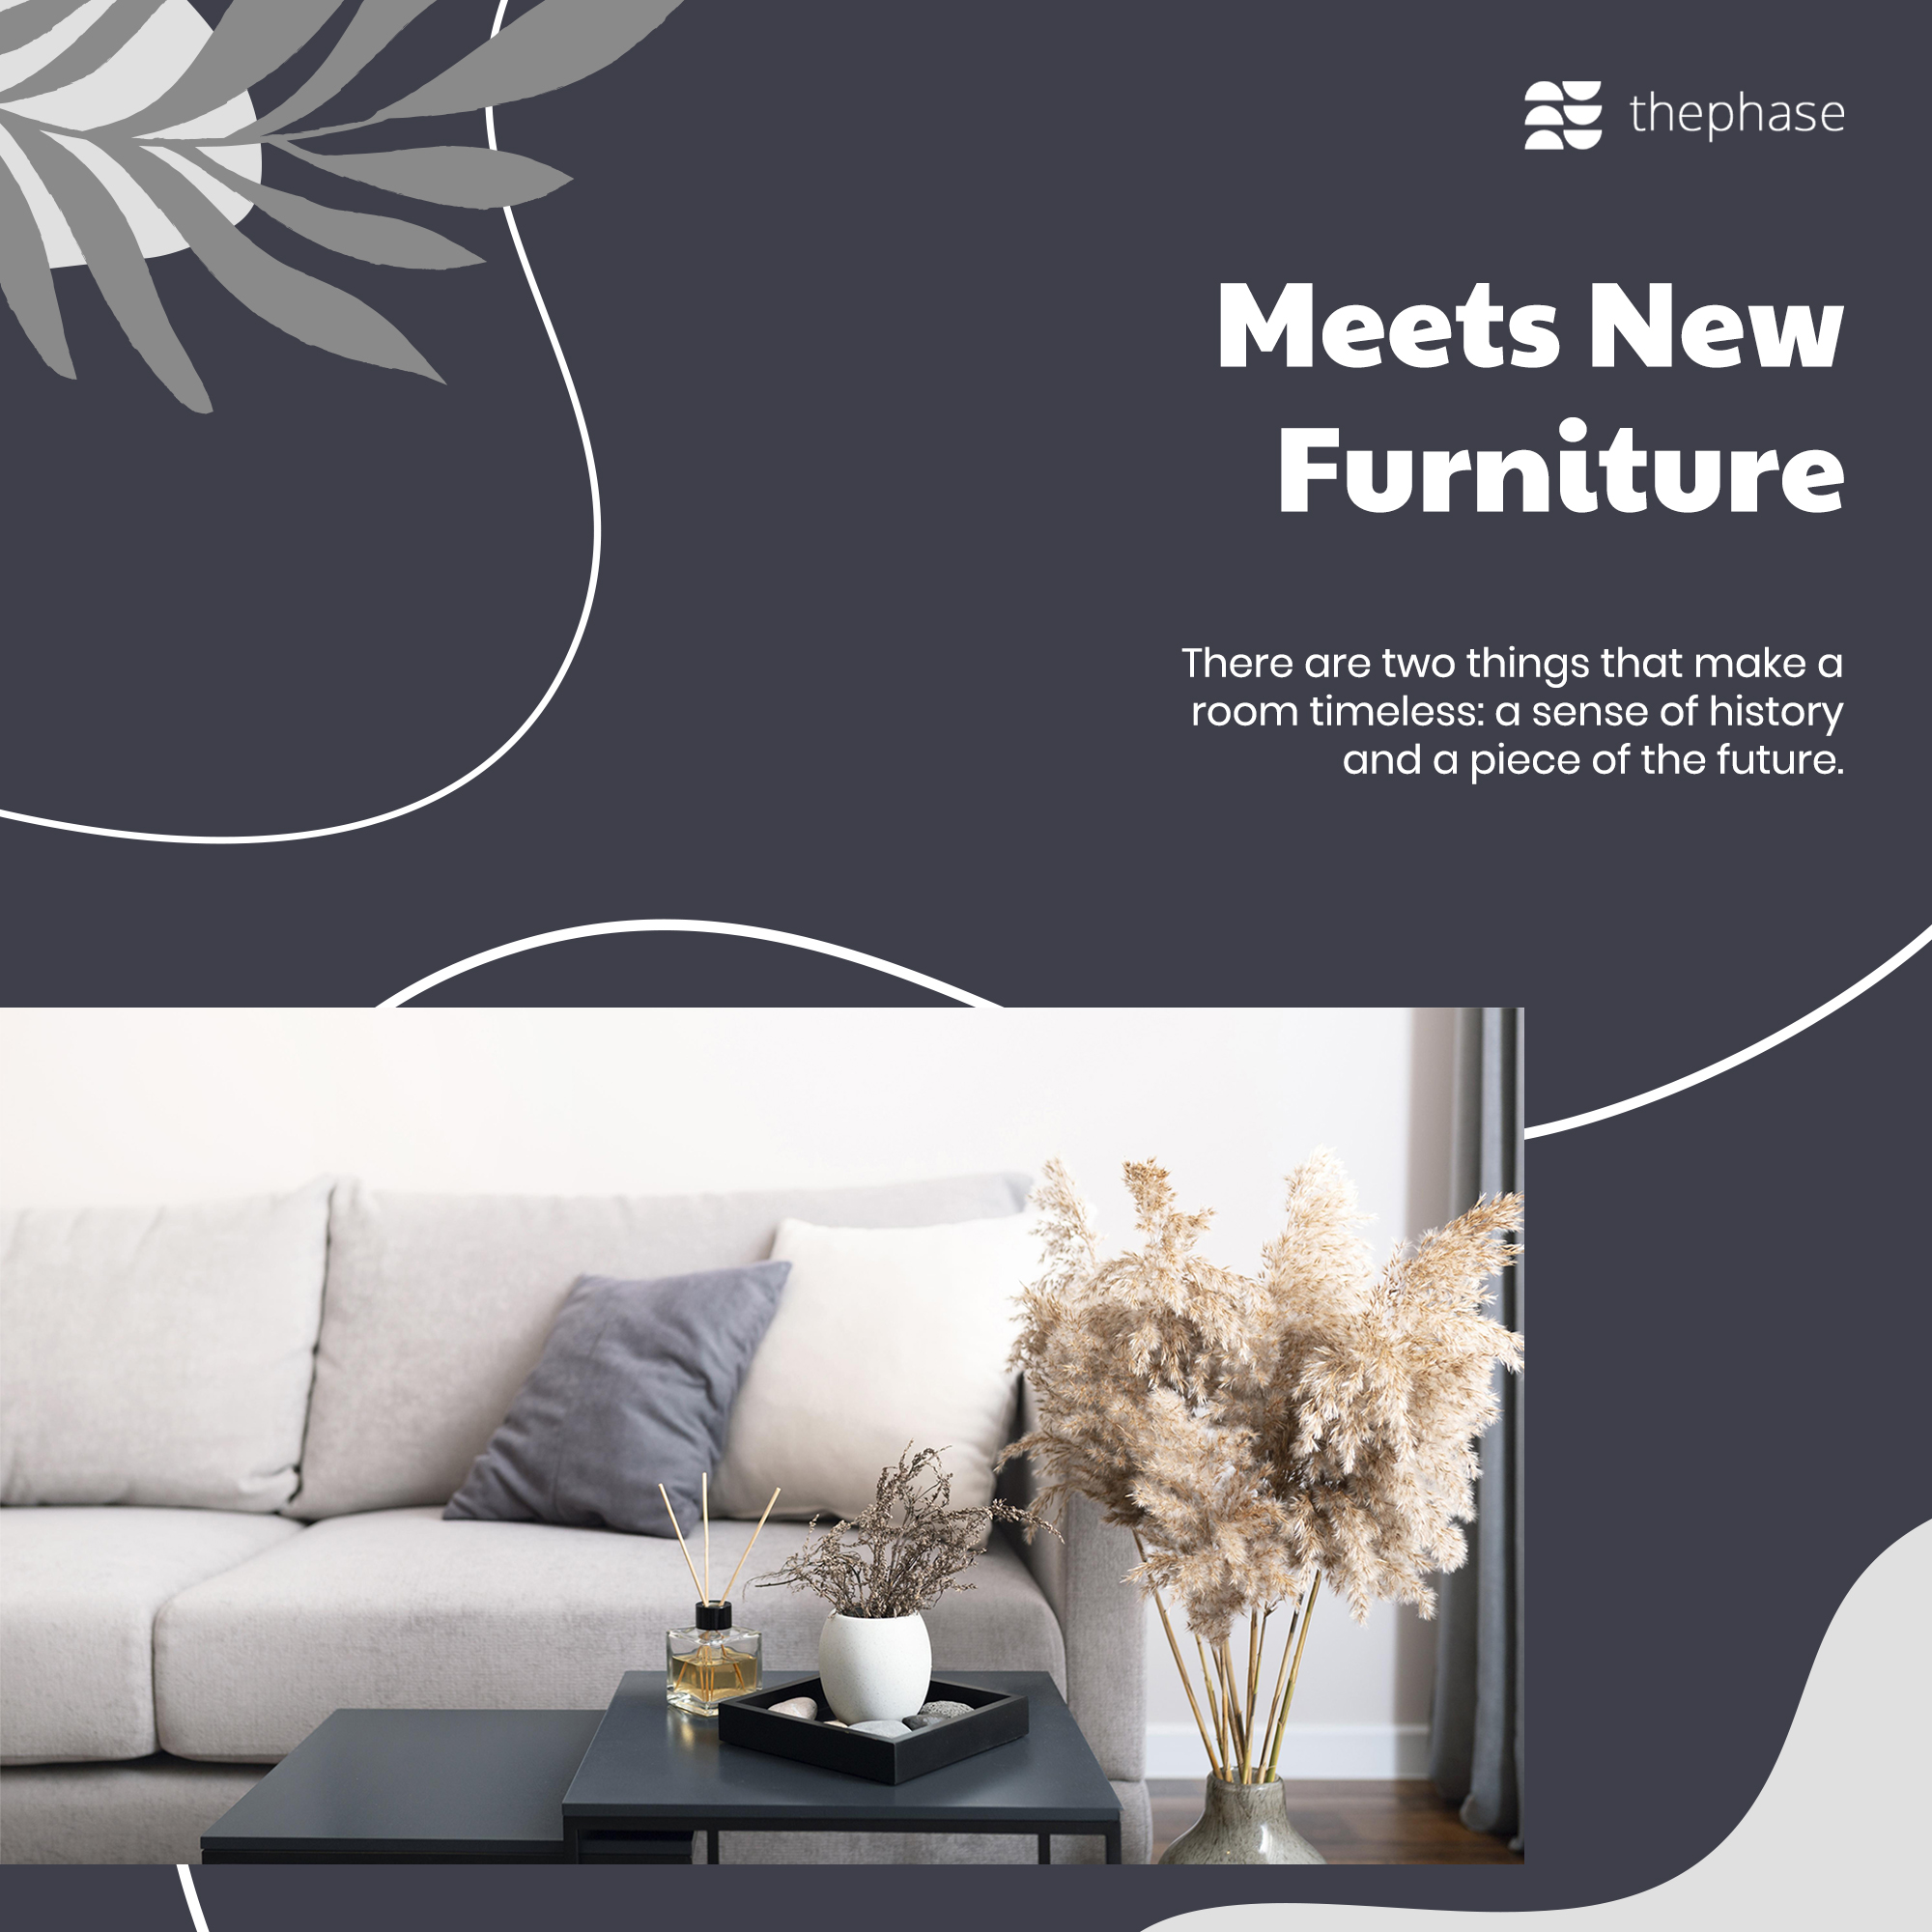 thephase
Meets New
Furniture
There are two things that make a
room timeless: a sense of history
and a piece of the future.